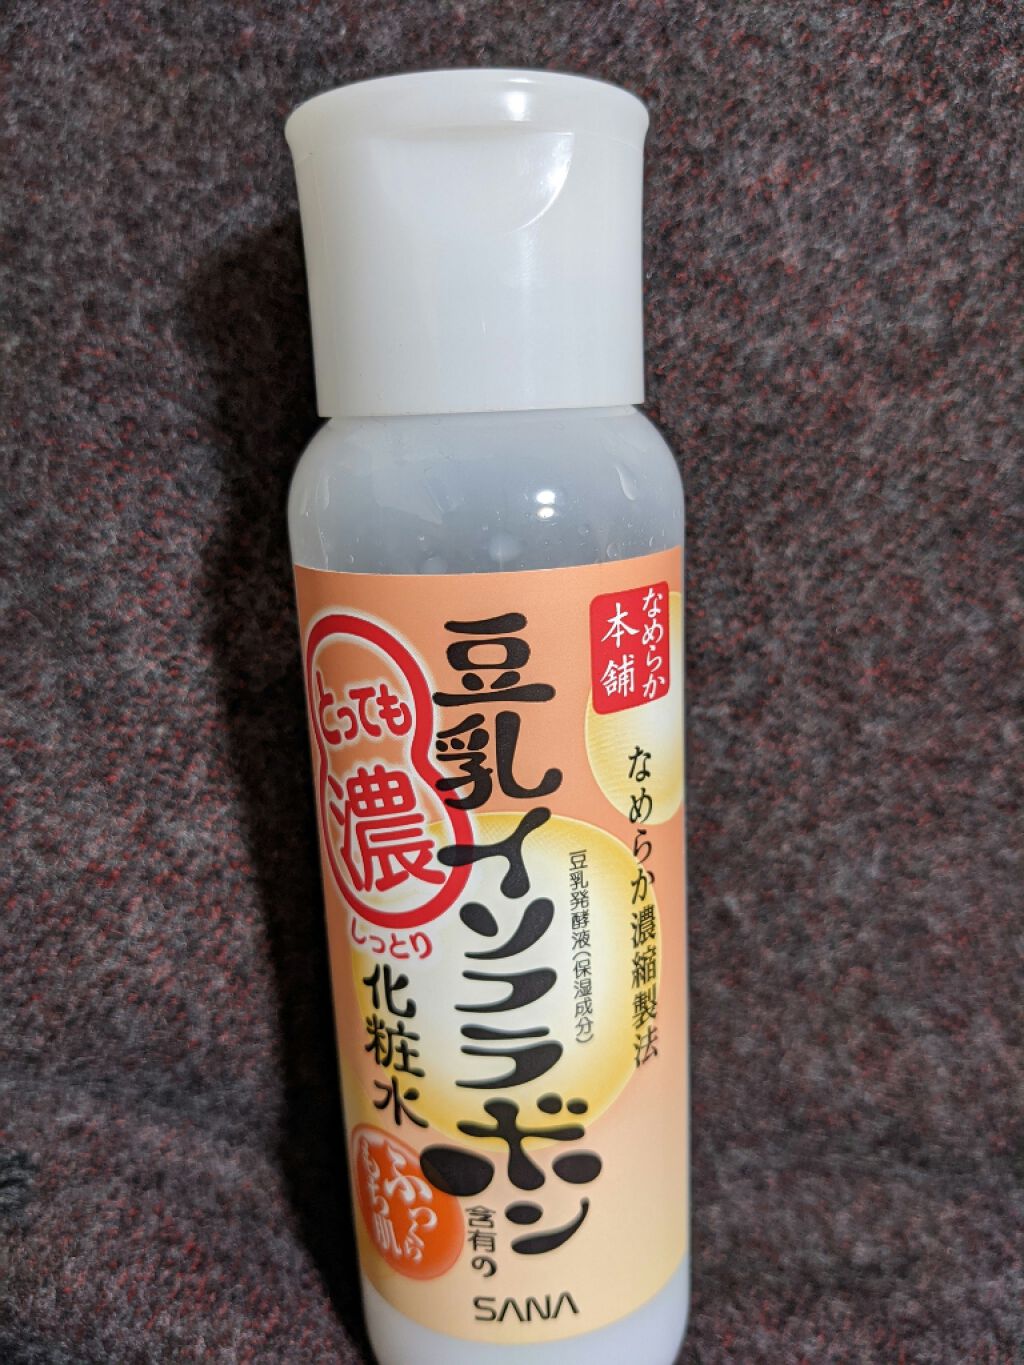 なめらか
本舗
なめらか濃縮製法
豆乳発酵液(保湿成分)
豆乳イソフラボン
含有の
とっても
濃
しっとり
化粧水
ふっくら
もっちり肌
SANA